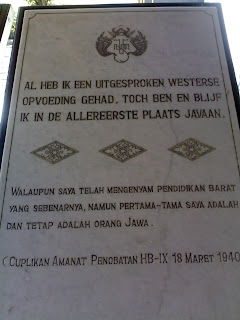 AL HEB IK EEN UITGESPROKEN WESTERSE
OPVOEDING GEHAD, TOCH BEN EN BLIJF
IK IN DE ALLEREERSTE PLAATS JAVAAN.
WALAUPUN SAYA TELAH MENGENYAM PENDIDIKAN BARAT
YANG SEBENARNYA, NAMUN PERTAMA-TAMA SAYA ADALAH
DAN TETAP ADALAH ORANG JAWA.
(CUPLIKAN AMANAT PENOBATAN HB-IX 18 MARET 1940